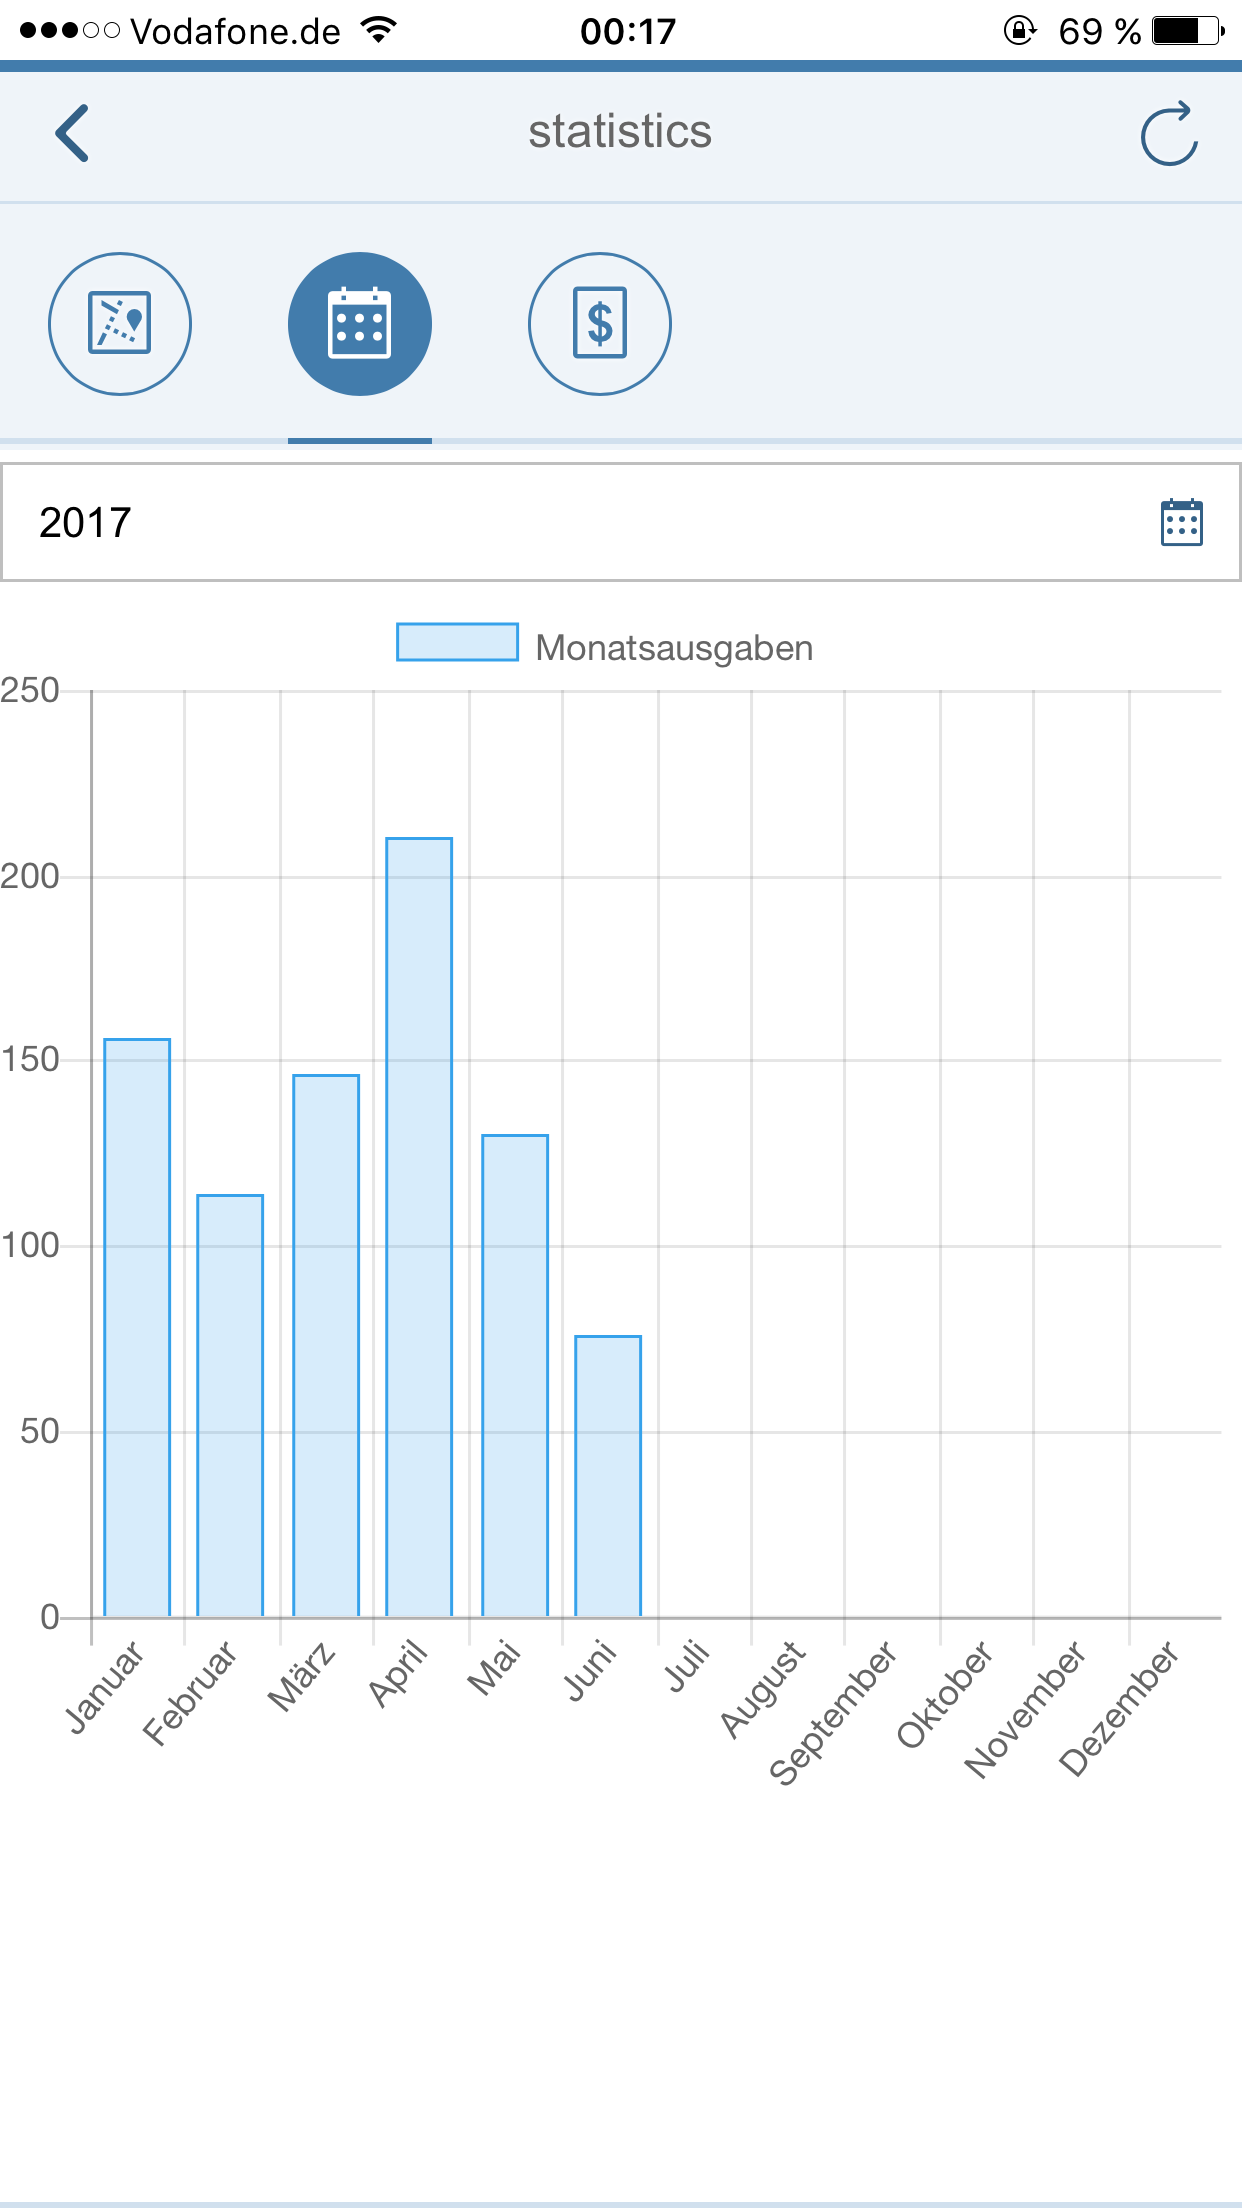 Vodafone.de 00:17 69 %
statistics
$
2017
Monatsausgaben
250
200
150
100
50
0
Januar Februar März April Mai Juni Juli August September Oktober November Dezember